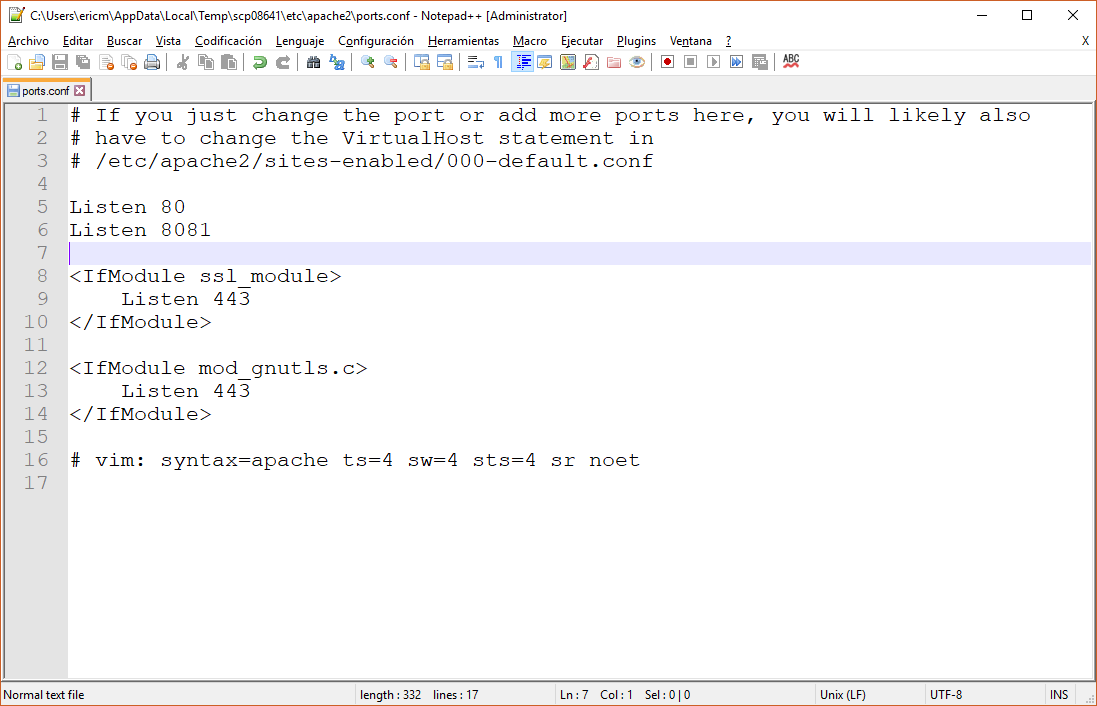 C:\Users\ericm\AppData\Local\Temp\scp08641\etc\apache2\ports.conf - Notepad++ [Administrator]
Archivo Editar Buscar Vista Codificación Lenguaje Configuración Herramientas Macro Ejecutar Plugins Ventana ? X
ABC
ports.conf
1 # If you just change the port or add more ports here, you will likely also
2 # have to change the VirtualHost statement in
3 # /etc/apache2/sites-enabled/000-default.conf
4
5 Listen 80
6 Listen 8081
7
8 <IfModule ssl_module>
9     Listen 443
10 </IfModule>
11
12 <IfModule mod_gnutls.c>
13     Listen 443
14 </IfModule>
15
16 # vim: syntax=apache ts=4 sw=4 sts=4 sr noet
17
Normal text file length : 332 lines : 17 Ln : 7 Col : 1 Sel : 0 | 0 Unix (LF) UTF-8 INS